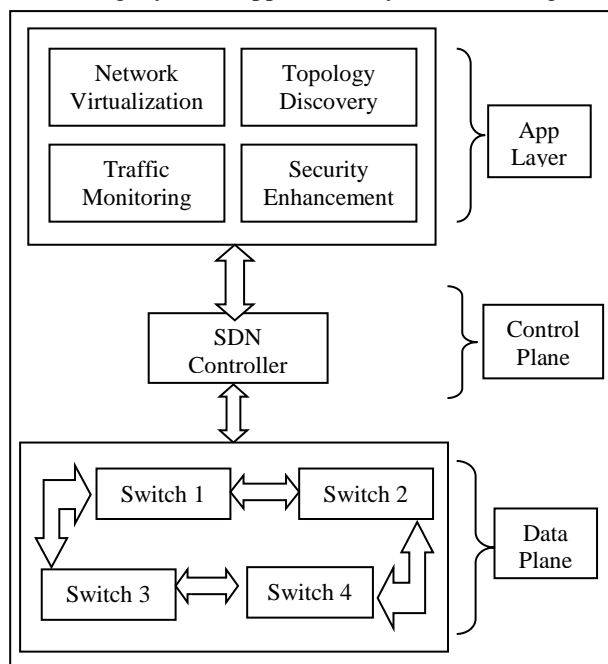 Network
Virtualization
Topology
Discovery
Traffic
Monitoring
Security
Enhancement
App
Layer
SDN
Controller
Control
Plane
Switch 1
Switch 2
Switch 3
Switch 4
Data
Plane